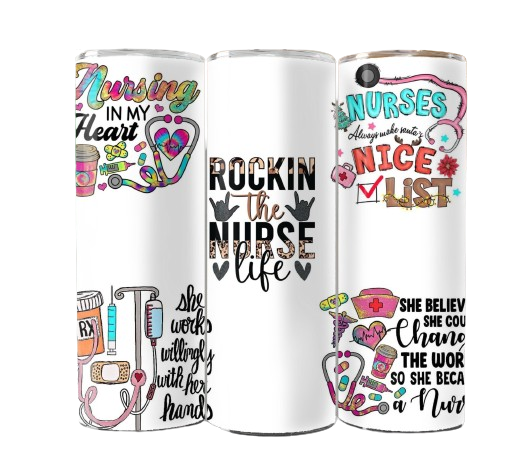 Nursing
IN MY
Heart
RX
she
works
willingly
with her
hands
ROCKIN
the
NURSE
life
NURSES
Always make santa's
NICE
LIST
SHE BELIEV
SHE COU
Chang
THE WOR
SO SHE BECA
a Nur